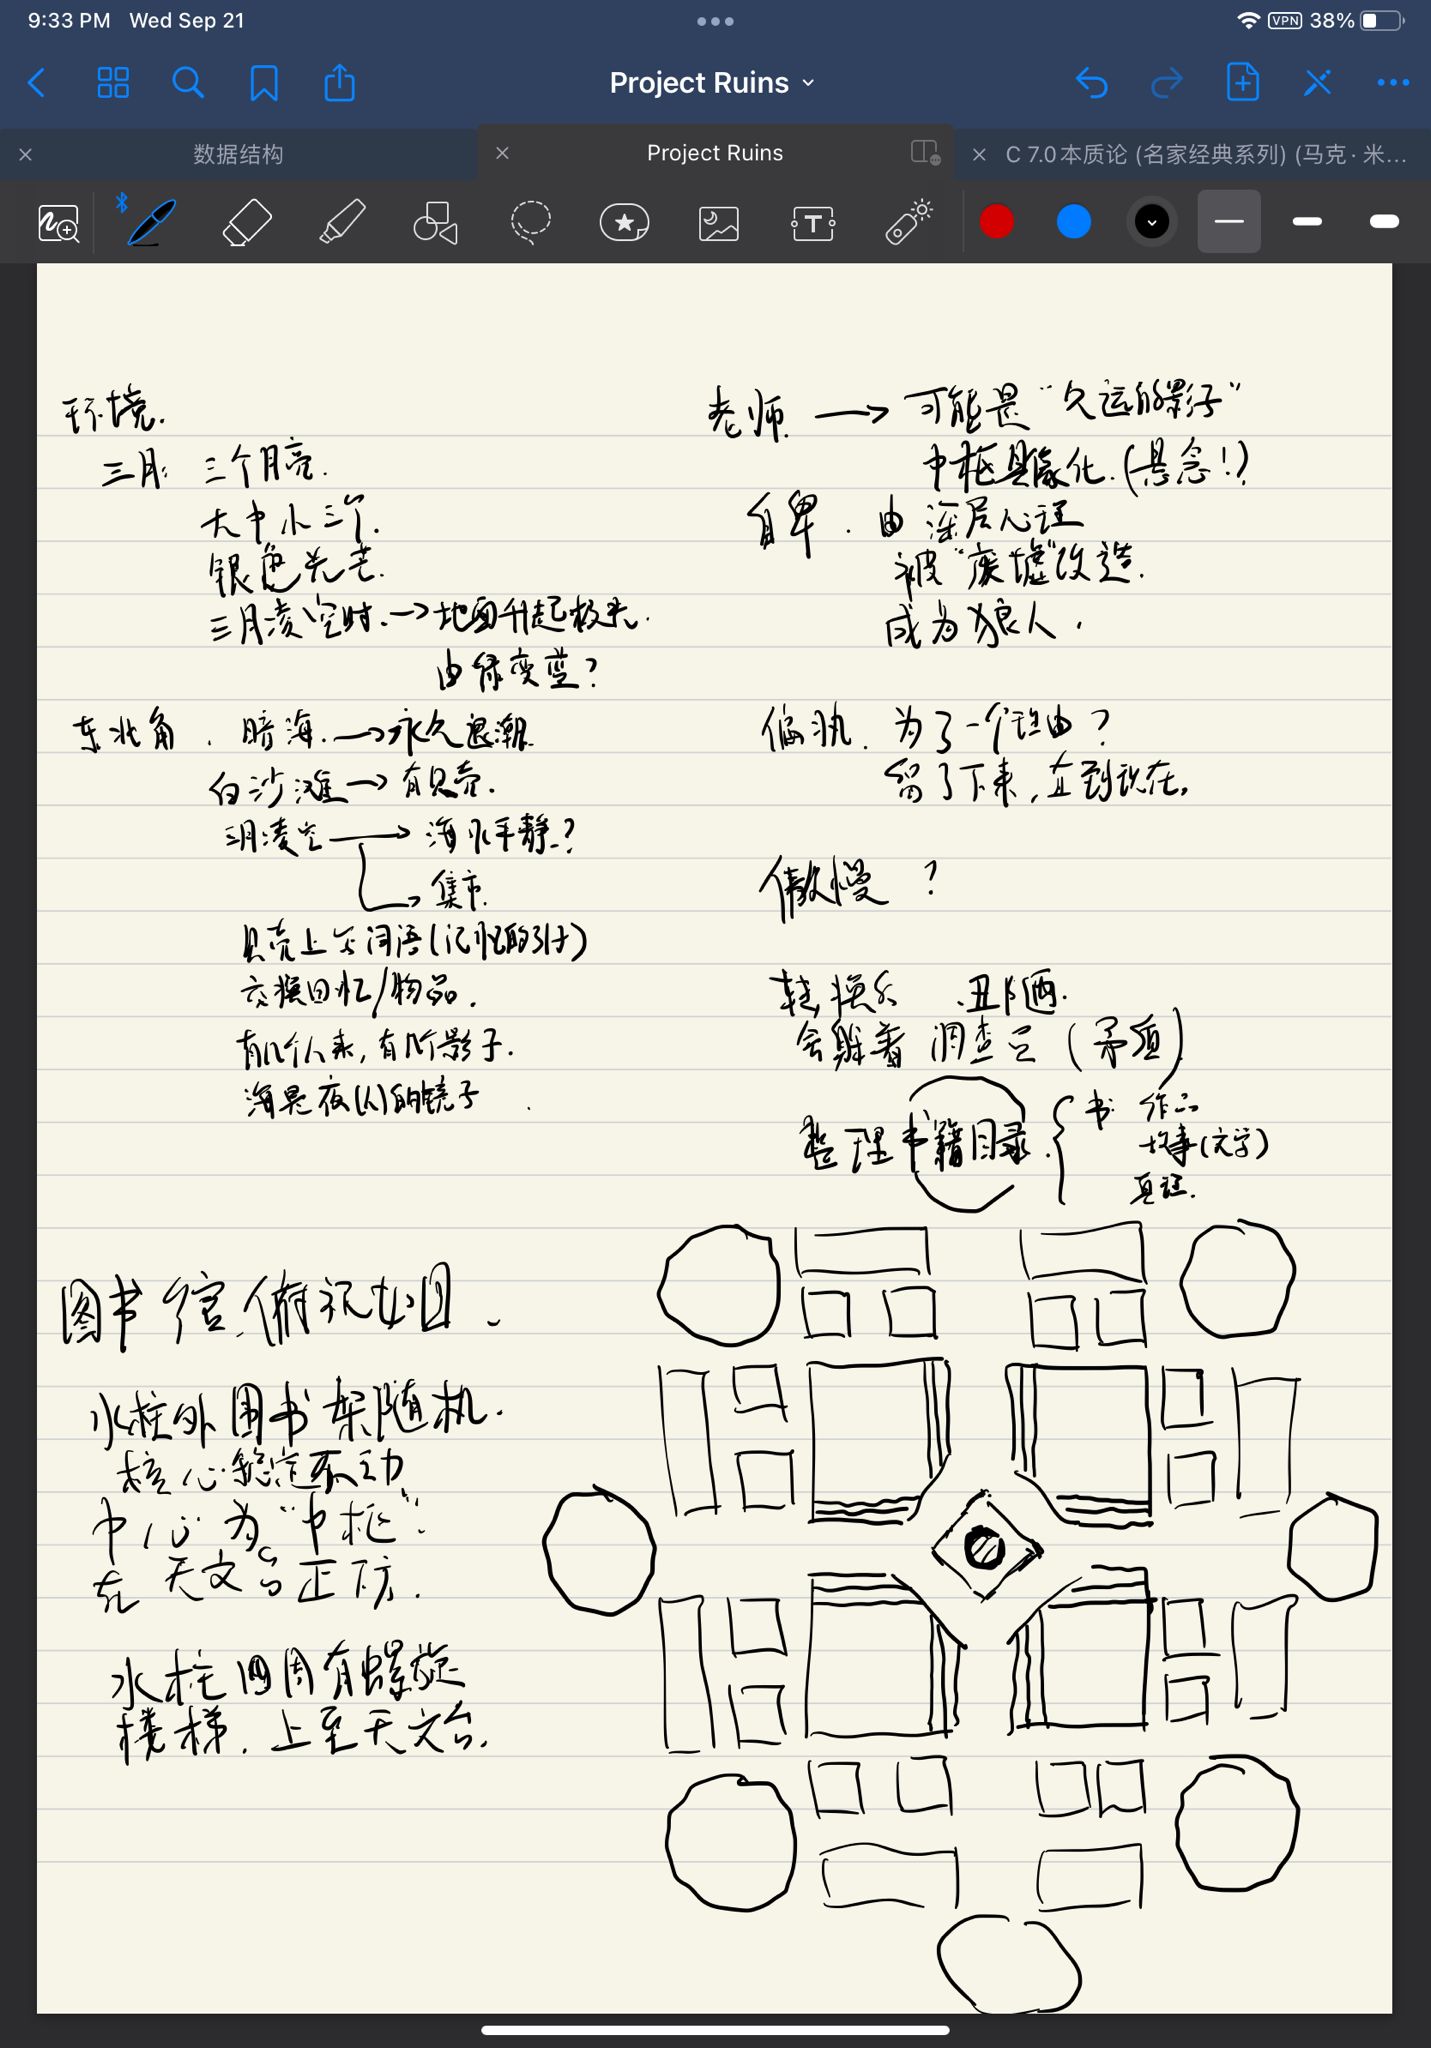 9:33 PM Wed Sep 21
VPN 38%
Project Ruins
数据结构
Project Ruins
C 7.0本质论 (名家经典系列) (马克· 米...
T
环境.
三月: 三个月亮.
大中小三个.
银色光芒.
三月凌空时. → 地面升起极光.
由绿变蓝?
东北角. 暗海. → 永久退潮.
白沙滩 → 有贝壳.
三月凌空 → 海水平静?
→ 集市.
贝壳上写词语(记忆的引子)
交换回忆/物品.
有几个人来, 有几个影子.
海是夜(人)的镜子.
老师. → 可能是"久远的影子"
中枢具象化.(悬念!)
自卑. 由深层心理
被"废墟"改造.
成为狼人.
偏执. 为了一个理由?
留了下来, 直到现在.
傲慢 ?
转换 丑陋.
会躲着 调查 (矛盾)
整理书籍目录. 书: 作品
故事(文字)
真理.
图书馆.俯视如图.
水柱外围书架随机.
核心稳定不动
中心为"中枢".
在天文台正下方.
水柱四周有螺旋
楼梯. 上至天文台.